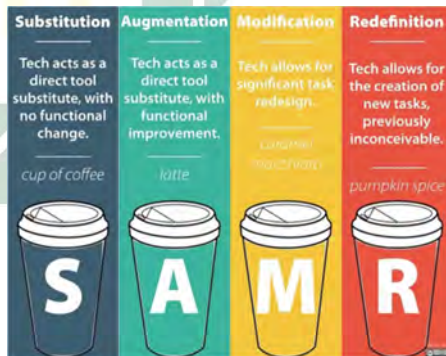 Substitution
Tech acts as a
direct tool
substitute, with
no functional
change.
cup of coffee
S
Augmentation
Tech acts as a
direct tool
substitute, with
functional
improvement.
latte
A
Modification
Tech allows for
significant task
redesign.
caramel
macchiato
M
Redefinition
Tech allows for
the creation of
new tasks,
previously
inconceivable.
pumpkin spice
R